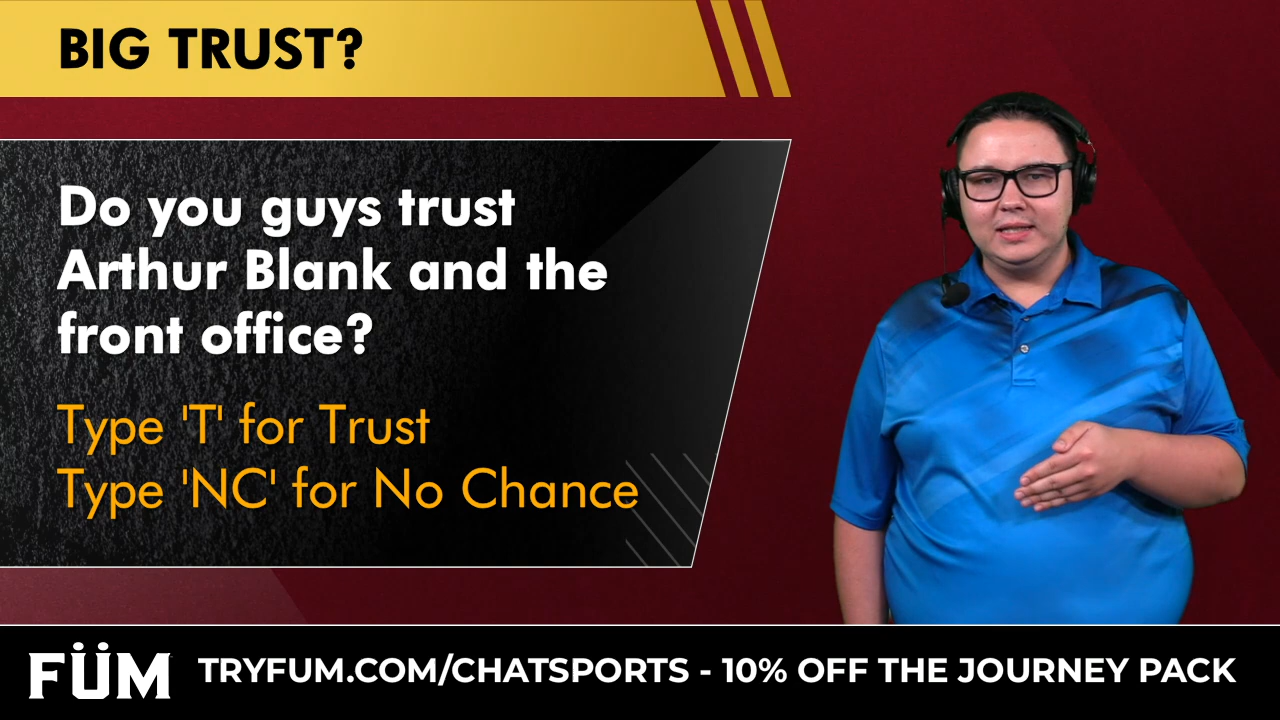 BIG TRUST?
Do you guys trust
Arthur Blank and the
front office?
Type 'T' for Trust
Type 'NC' for No Chance
FÜM TRYFUM.COM/CHATSPORTS - 10% OFF THE JOURNEY PACK